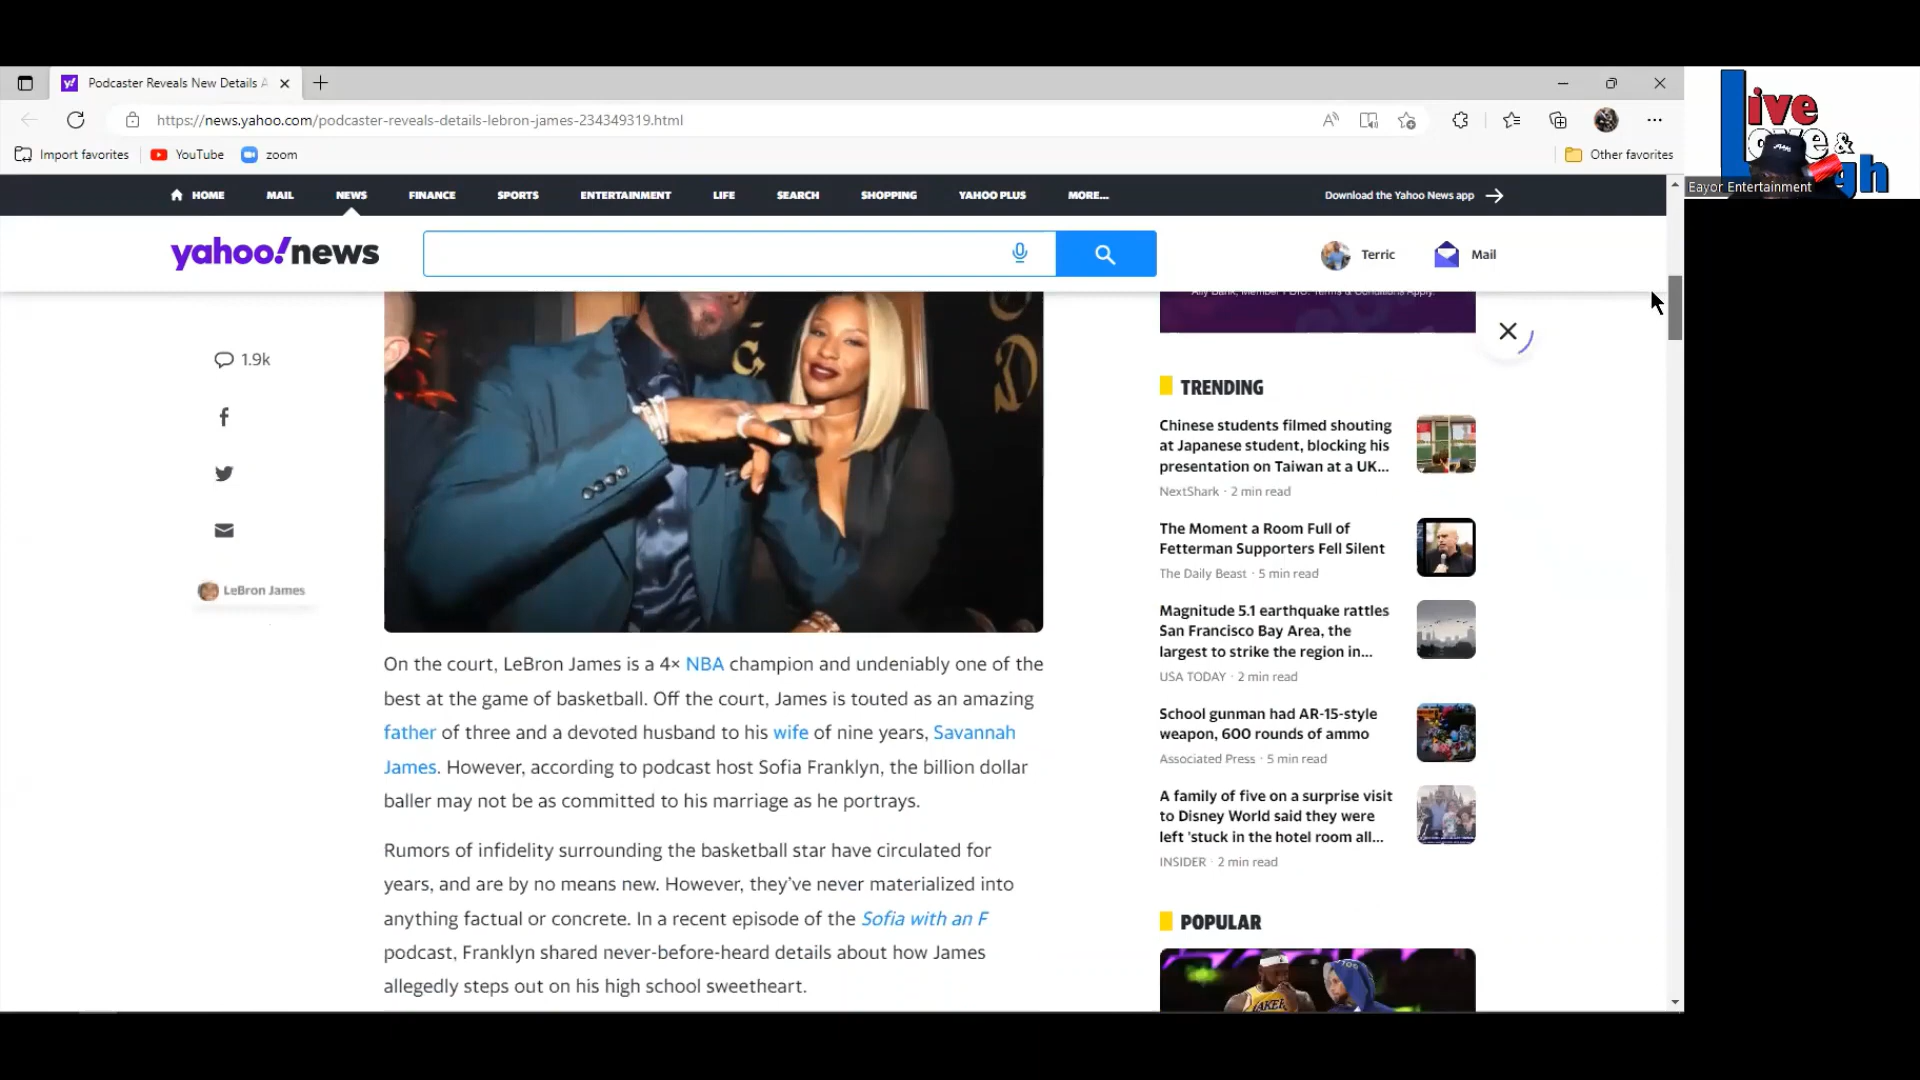 Podcaster Reveals New Details A
https://news.yahoo.com/podcaster-reveals-details-lebron-james-234349319.html
Import favorites
YouTube
zoom
Other favorites
HOME
MAIL
NEWS
FINANCE
SPORTS
ENTERTAINMENT
LIFE
SEARCH
SHOPPING
YAHOO PLUS
MORE...
Download the Yahoo News app
yahoo!news
Terric
Mail
Live
Love &
gh
Eayor Entertainment
Ally Bank, Member FDIC. Terms & Conditions Apply.
1.9k
LeBron James
On the court, LeBron James is a 4× NBA champion and undeniably one of the
best at the game of basketball. Off the court, James is touted as an amazing
father of three and a devoted husband to his wife of nine years, Savannah
James. However, according to podcast host Sofia Franklyn, the billion dollar
baller may not be as committed to his marriage as he portrays.
Rumors of infidelity surrounding the basketball star have circulated for
years, and are by no means new. However, they've never materialized into
anything factual or concrete. In a recent episode of the Sofia with an F
podcast, Franklyn shared never-before-heard details about how James
allegedly steps out on his high school sweetheart.
TRENDING
Chinese students filmed shouting
at Japanese student, blocking his
presentation on Taiwan at a UK...
NextShark · 2 min read
The Moment a Room Full of
Fetterman Supporters Fell Silent
The Daily Beast · 5 min read
Magnitude 5.1 earthquake rattles
San Francisco Bay Area, the
largest to strike the region in...
USA TODAY · 2 min read
School gunman had AR-15-style
weapon, 600 rounds of ammo
Associated Press · 5 min read
A family of five on a surprise visit
to Disney World said they were
left 'stuck in the hotel room all...
INSIDER · 2 min read
POPULAR